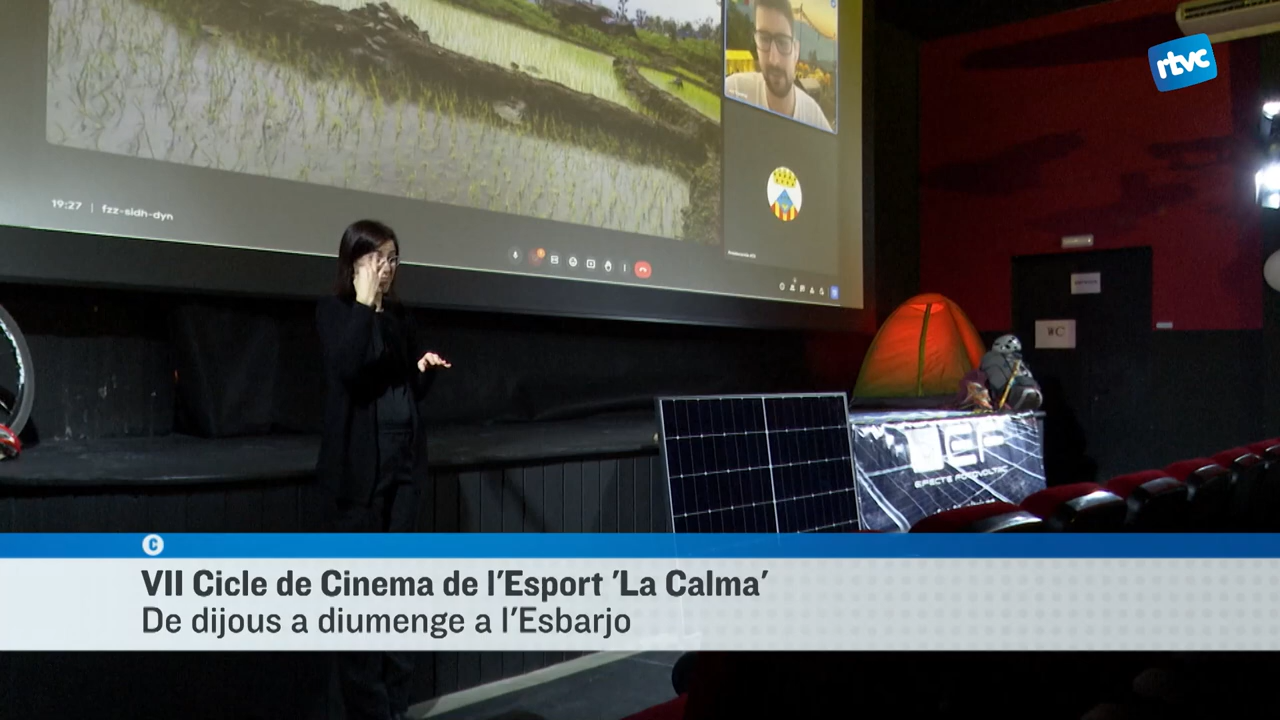 rtvc
19:27 | fzz-sidh-dyn
WC
EF
EFECTE FOTOVOLTAIC
C
VII Cicle de Cinema de l'Esport 'La Calma'
De dijous a diumenge a l'Esbarjo